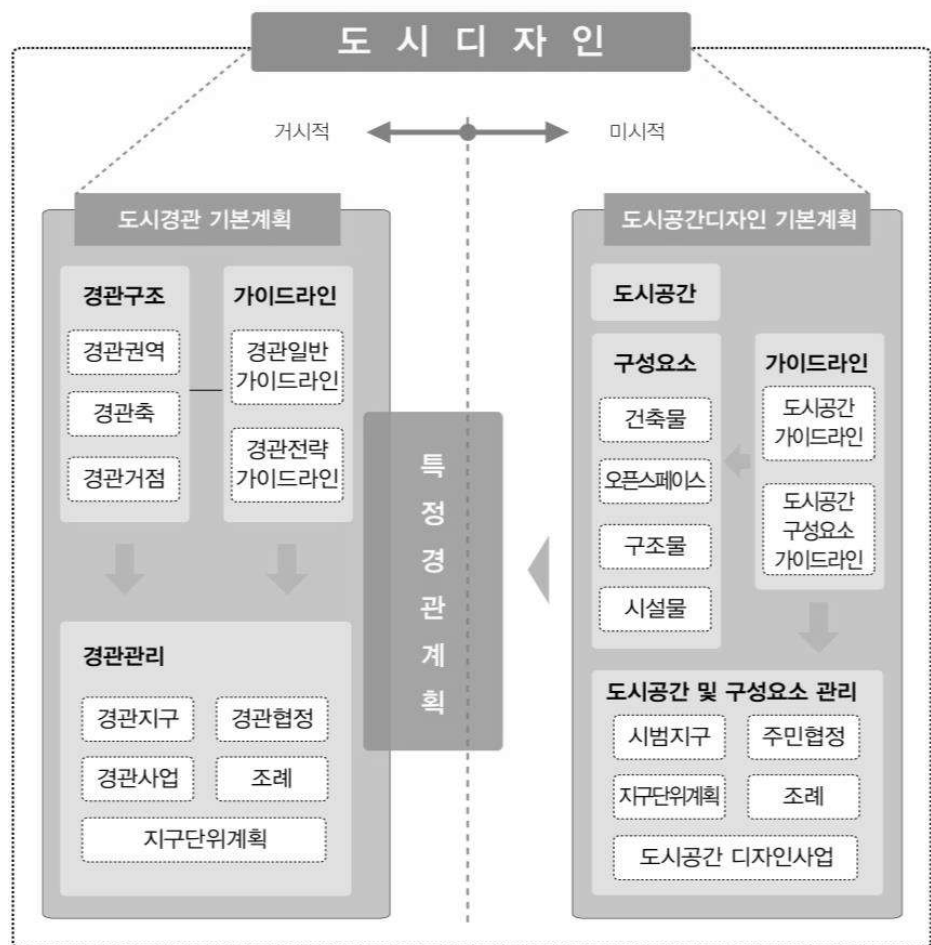 도시디자인
거시적
미시적
도시경관 기본계획
경관구조
경관권역
경관축
경관거점
가이드라인
경관일반
가이드라인
경관전략
가이드라인
경관관리
경관지구
경관협정
경관사업
조례
지구단위계획
특
정
경
관
계
획
도시공간디자인 기본계획
도시공간
구성요소
건축물
오픈스페이스
구조물
시설물
가이드라인
도시공간
가이드라인
도시공간
구성요소
가이드라인
도시공간 및 구성요소 관리
시범지구
주민협정
지구단위계획
조례
도시공간 디자인사업